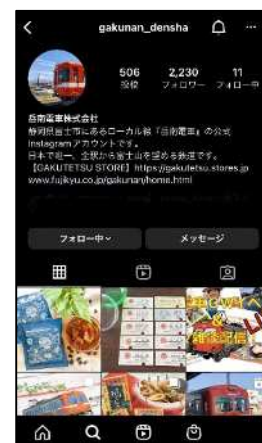 gakunan_densha
506
2,230
11
投稿
フォロワー
フォロー中
岳南電車株式会社
静岡県富士市にあるローカル線『岳南電車』の公式
Instagramアカウントです。
日本で唯一、全駅から富士山を望める鉄道です。
【GAKUTETSU STORE】https://gakutetsu.stores.jp
www.fujikyu.co.jp/gakunan/home.html
フォロー中
メッセージ